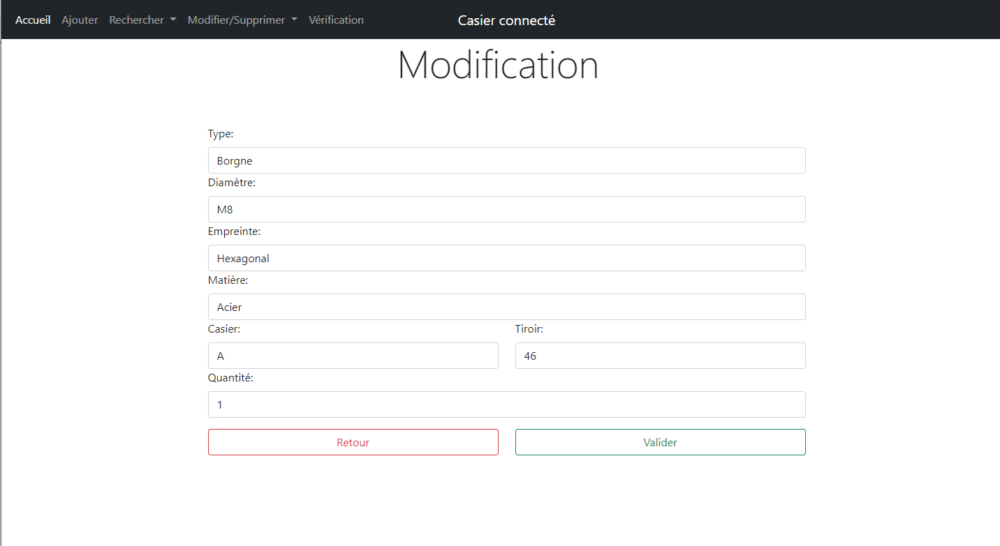 Accueil Ajouter Rechercher Modifier/Supprimer Vérification Casier connecté
Modification
Type:
Borgne
Diamètre:
M8
Empreinte:
Hexagonal
Matière:
Acier
Casier: Tiroir:
A 46
Quantité:
1
Retour Valider